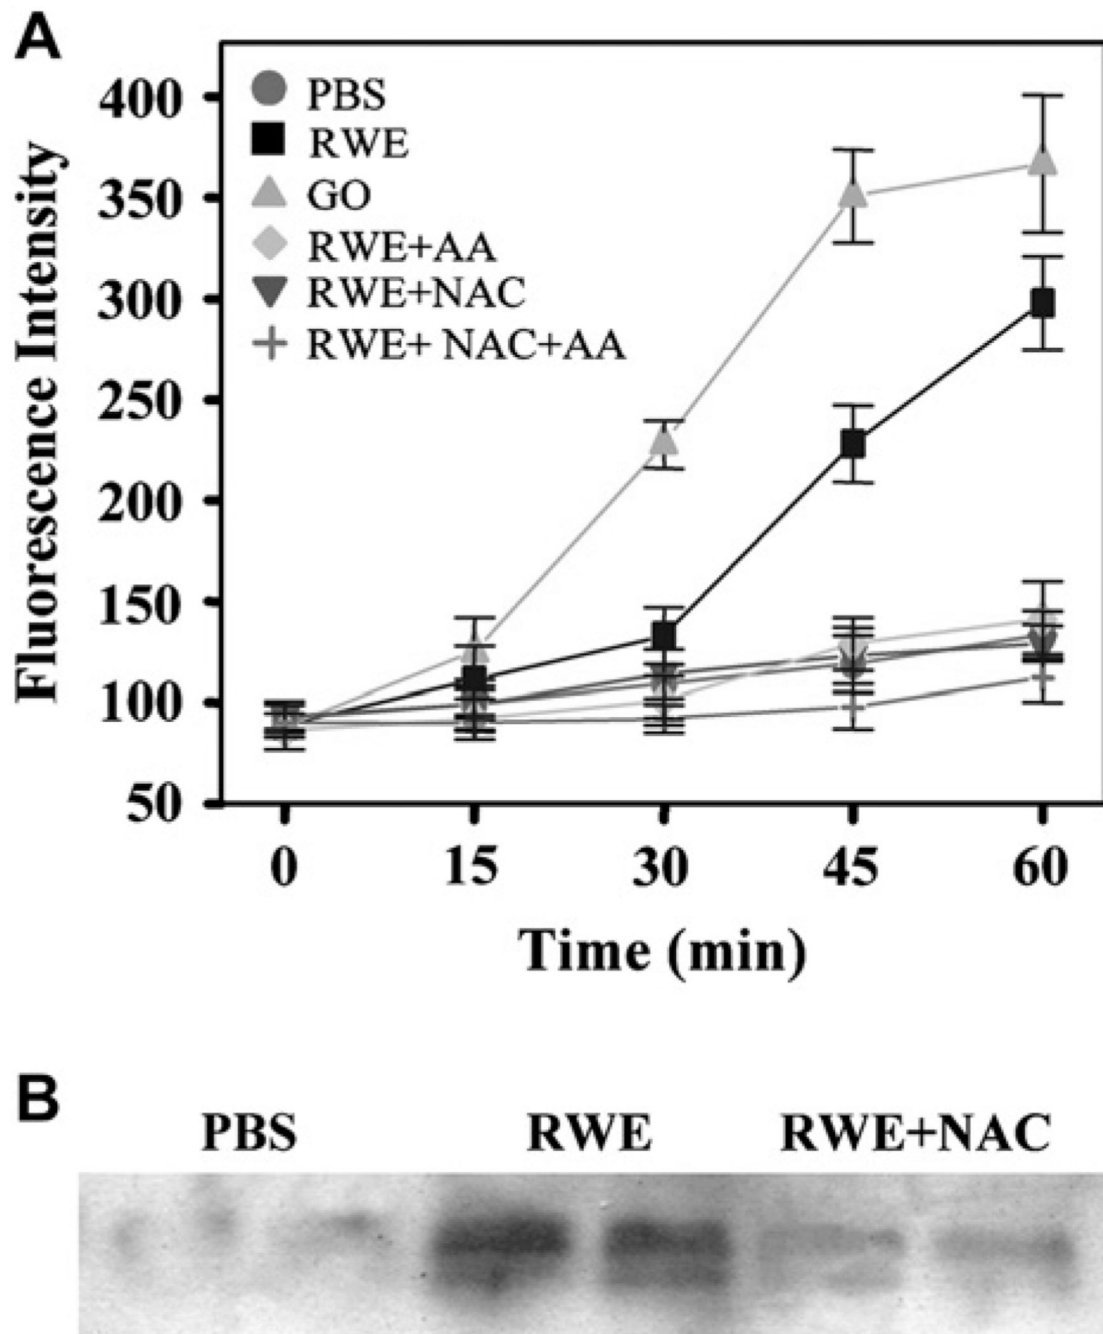 A
Fluorescence Intensity
400
350
300
250
200
150
100
50
PBS
RWE
GO
RWE+AA
RWE+NAC
RWE+ NAC+AA
0 15 30 45 60
Time (min)
B
PBS RWE RWE+NAC